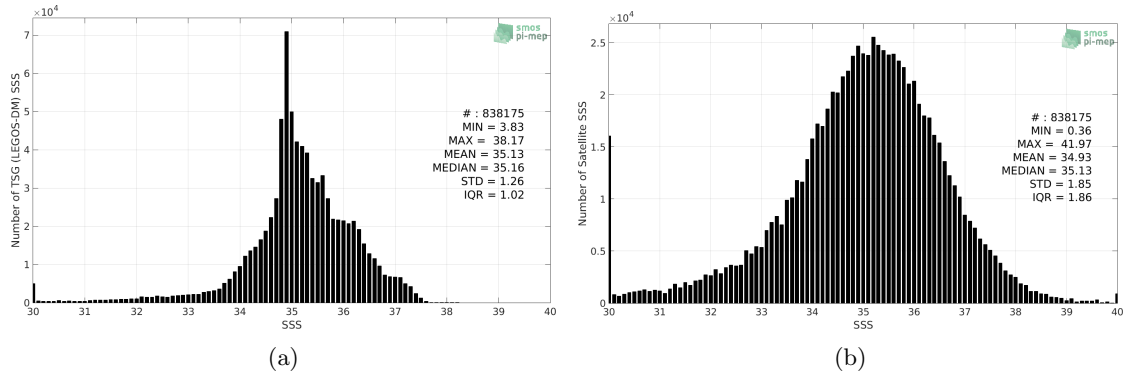 ×10⁴
smos
pi-mep
7
6
5
4
3
2
1
0
Number of TSG (LEGOS-DM) SSS
# : 838175
MIN = 3.83
MAX = 38.17
MEAN = 35.13
MEDIAN = 35.16
STD = 1.26
IQR = 1.02
30 31 32 33 34 35 36 37 38 39 40
SSS
(a)
×10⁴
smos
pi-mep
2.5
2
1.5
1
0.5
0
Number of Satellite SSS
# : 838175
MIN = 0.36
MAX = 41.97
MEAN = 34.93
MEDIAN = 35.13
STD = 1.85
IQR = 1.86
30 31 32 33 34 35 36 37 38 39 40
SSS
(b)